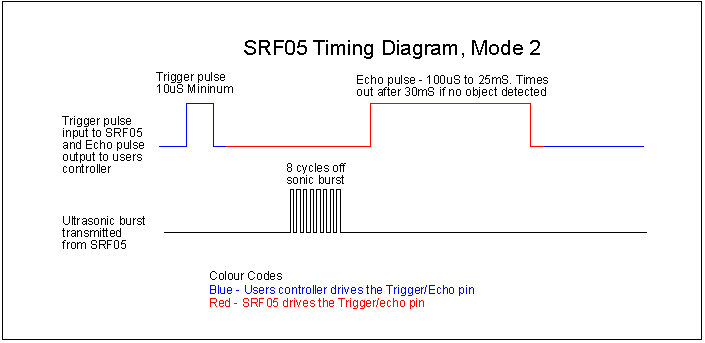 SRF05 Timing Diagram, Mode 2
Trigger pulse
10uS Mininum
Echo pulse - 100uS to 25mS. Times
out after 30mS if no object detected
Trigger pulse
input to SRF05
and Echo pulse
output to users
controller
8 cycles off
sonic burst
Ultrasonic burst
transmitted
from SRF05
Colour Codes
Blue - Users controller drives the Trigger/Echo pin
Red - SRF05 drives the Trigger/echo pin